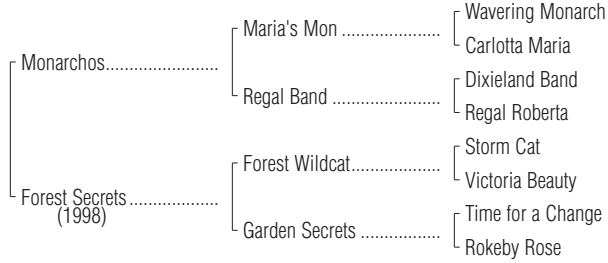 Wavering Monarch
Maria's Mon .....................
Carlotta Maria
Monarchos........................
Dixieland Band
Regal Band .......................
Regal Roberta
Storm Cat
Forest Wildcat...................
Victoria Beauty
Forest Secrets ...................
(1998)
Time for a Change
Garden Secrets .................
Rokeby Rose